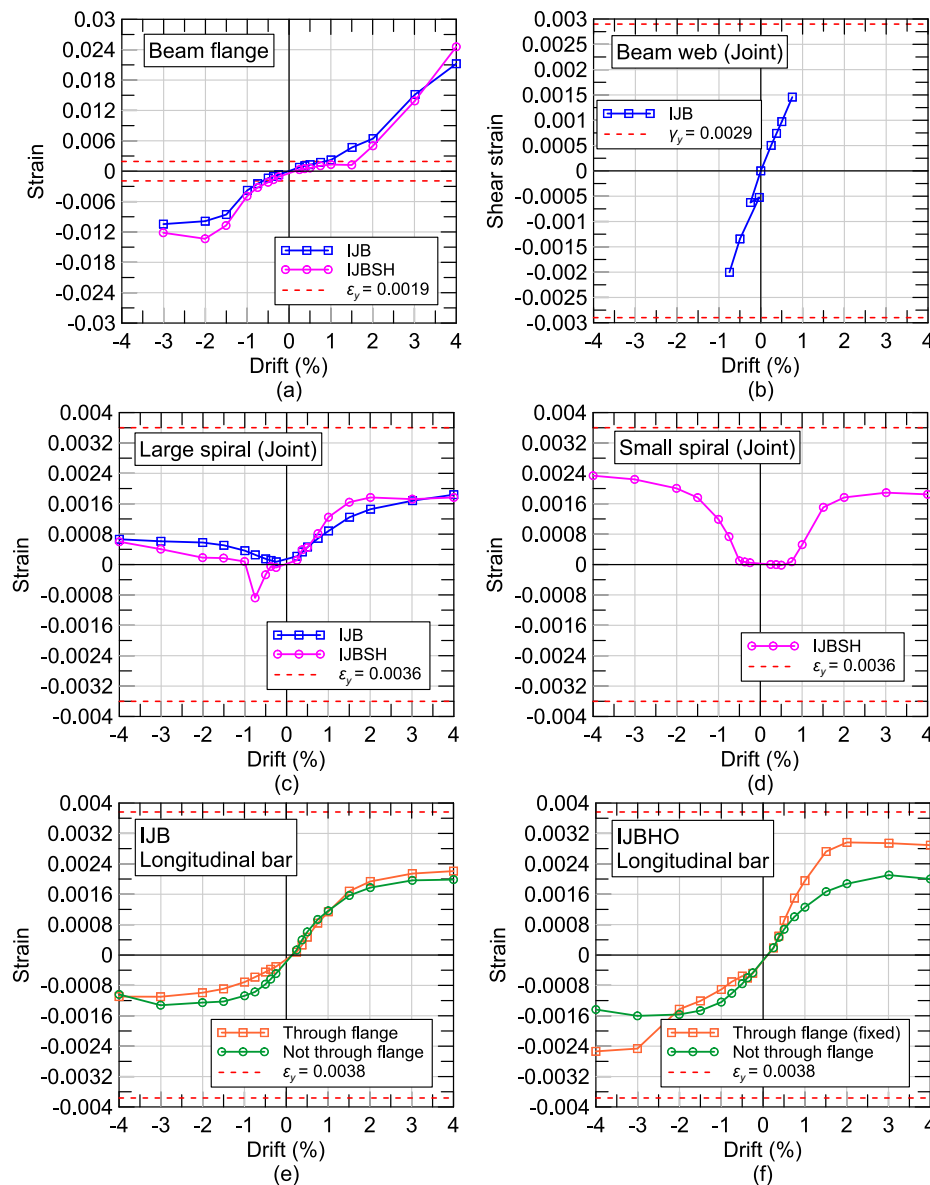 0.03
0.024
0.018
0.012
0.006
0
-0.006
-0.012
-0.018
-0.024
-0.03
Strain
Beam flange
IJB
IJBSH
εy = 0.0019
-4 -3 -2 -1 0 1 2 3 4
Drift (%)
(a)
0.003
0.0025
0.002
0.0015
0.001
0.0005
0
-0.0005
-0.001
-0.0015
-0.002
-0.0025
-0.003
Shear strain
Beam web (Joint)
IJB
γy = 0.0029
-4 -3 -2 -1 0 1 2 3 4
Drift (%)
(b)
0.004
0.0032
0.0024
0.0016
0.0008
0
-0.0008
-0.0016
-0.0024
-0.0032
-0.004
Strain
Large spiral (Joint)
IJB
IJBSH
εy = 0.0036
-4 -3 -2 -1 0 1 2 3 4
Drift (%)
(c)
0.004
0.0032
0.0024
0.0016
0.0008
0
-0.0008
-0.0016
-0.0024
-0.0032
-0.004
Strain
Small spiral (Joint)
IJBSH
εy = 0.0036
-4 -3 -2 -1 0 1 2 3 4
Drift (%)
(d)
0.004
0.0032
0.0024
0.0016
0.0008
0
-0.0008
-0.0016
-0.0024
-0.0032
-0.004
Strain
IJB
Longitudinal bar
Through flange
Not through flange
εy = 0.0038
-4 -3 -2 -1 0 1 2 3 4
Drift (%)
(e)
0.004
0.0032
0.0024
0.0016
0.0008
0
-0.0008
-0.0016
-0.0024
-0.0032
-0.004
Strain
IJBHO
Longitudinal bar
Through flange (fixed)
Not through flange
εy = 0.0038
-4 -3 -2 -1 0 1 2 3 4
Drift (%)
(f)